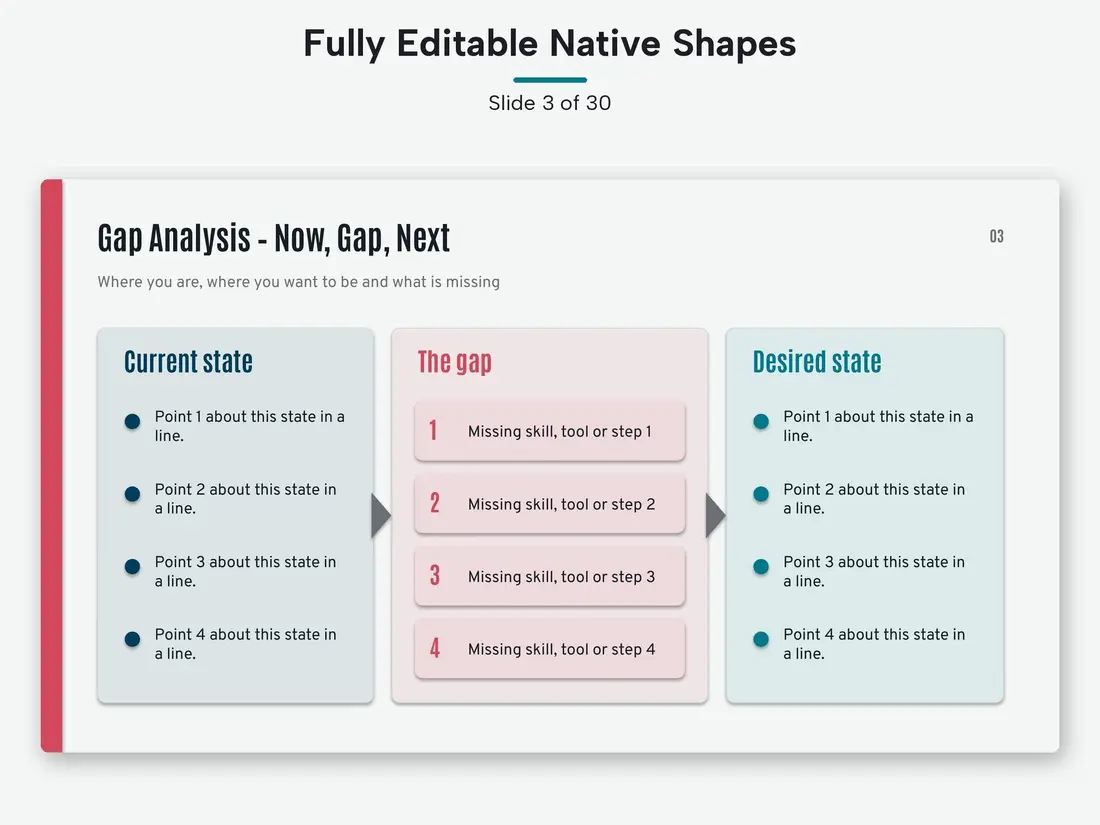 Fully Editable Native Shapes
Slide 3 of 30
Gap Analysis - Now, Gap, Next
03
Where you are, where you want to be and what is missing
Current state
Point 1 about this state in a
line.
Point 2 about this state in
a line.
Point 3 about this state in
a line.
Point 4 about this state in
a line.
The gap
1 Missing skill, tool or step 1
2 Missing skill, tool or step 2
3 Missing skill, tool or step 3
4 Missing skill, tool or step 4
Desired state
Point 1 about this state in a
line.
Point 2 about this state in
a line.
Point 3 about this state in
a line.
Point 4 about this state in
a line.